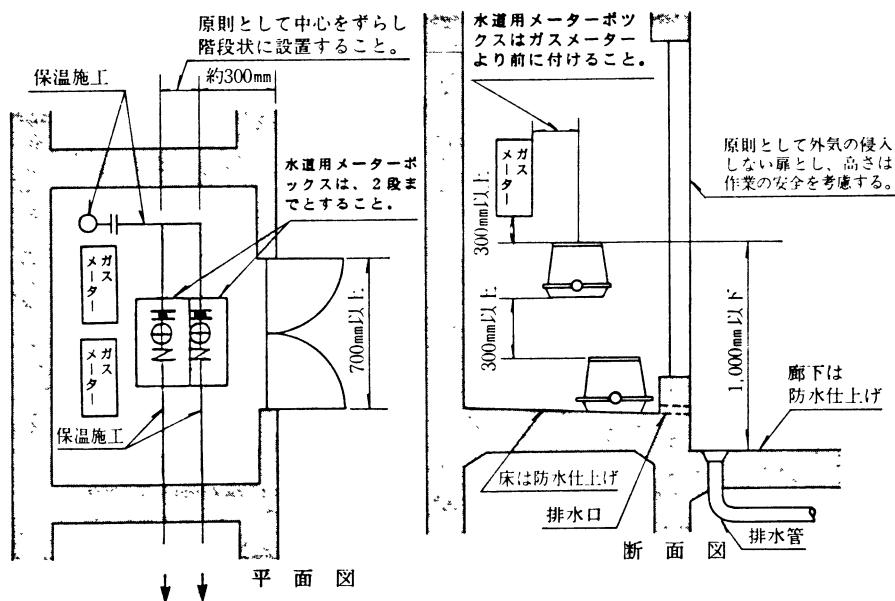 原則として中心をずらし
階段状に設置すること。
保温施工
約300mm
水道用メーターボ
ックスは、2段ま
でとすること。
ガス
メーター
ガス
メーター
700mm以上
保温施工
平面図
水道用メーターボッ
クスはガスメーター
より前に付けること。
ガス
メーター
300mm以上
原則として外気の侵入
しない扉とし、高さは
作業の安全を考慮する。
300mm以上
1,000mm以下
廊下は
防水仕上げ
床は防水仕上げ
排水口
排水管
断面図